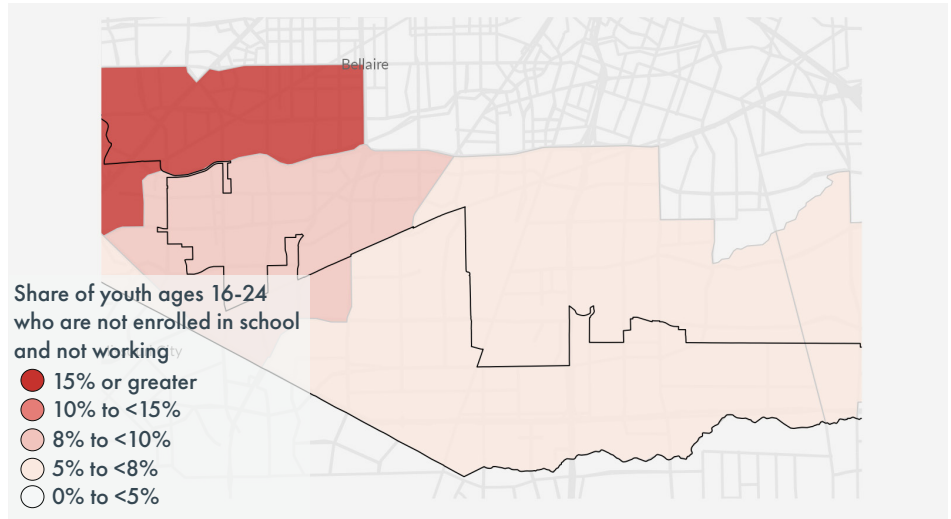 Bellaire
Share of youth ages 16-24
who are not enrolled in school
and not working
City
15% or greater
10% to <15%
8% to <10%
5% to <8%
0% to <5%